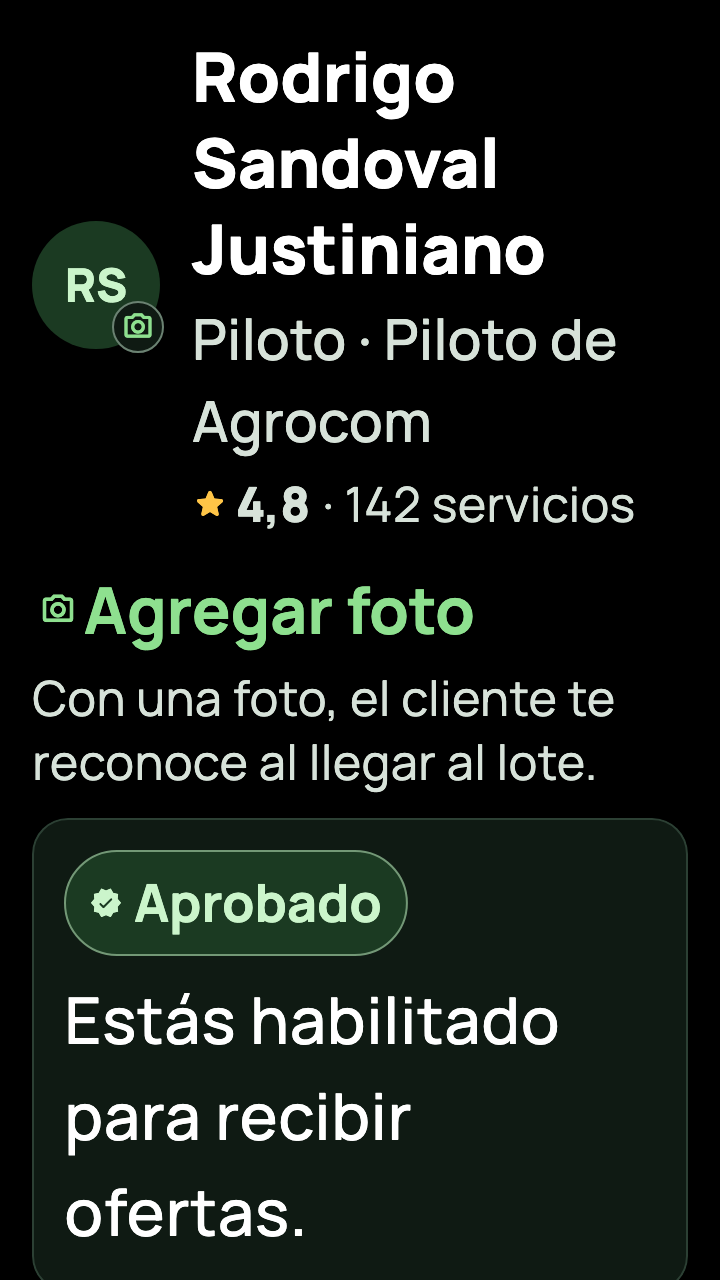 Rodrigo
Sandoval
Justiniano
RS
Piloto · Piloto de
Agrocom
4,8 · 142 servicios
Agregar foto
Con una foto, el cliente te
reconoce al llegar al lote.
Aprobado
Estás habilitado
para recibir
ofertas.